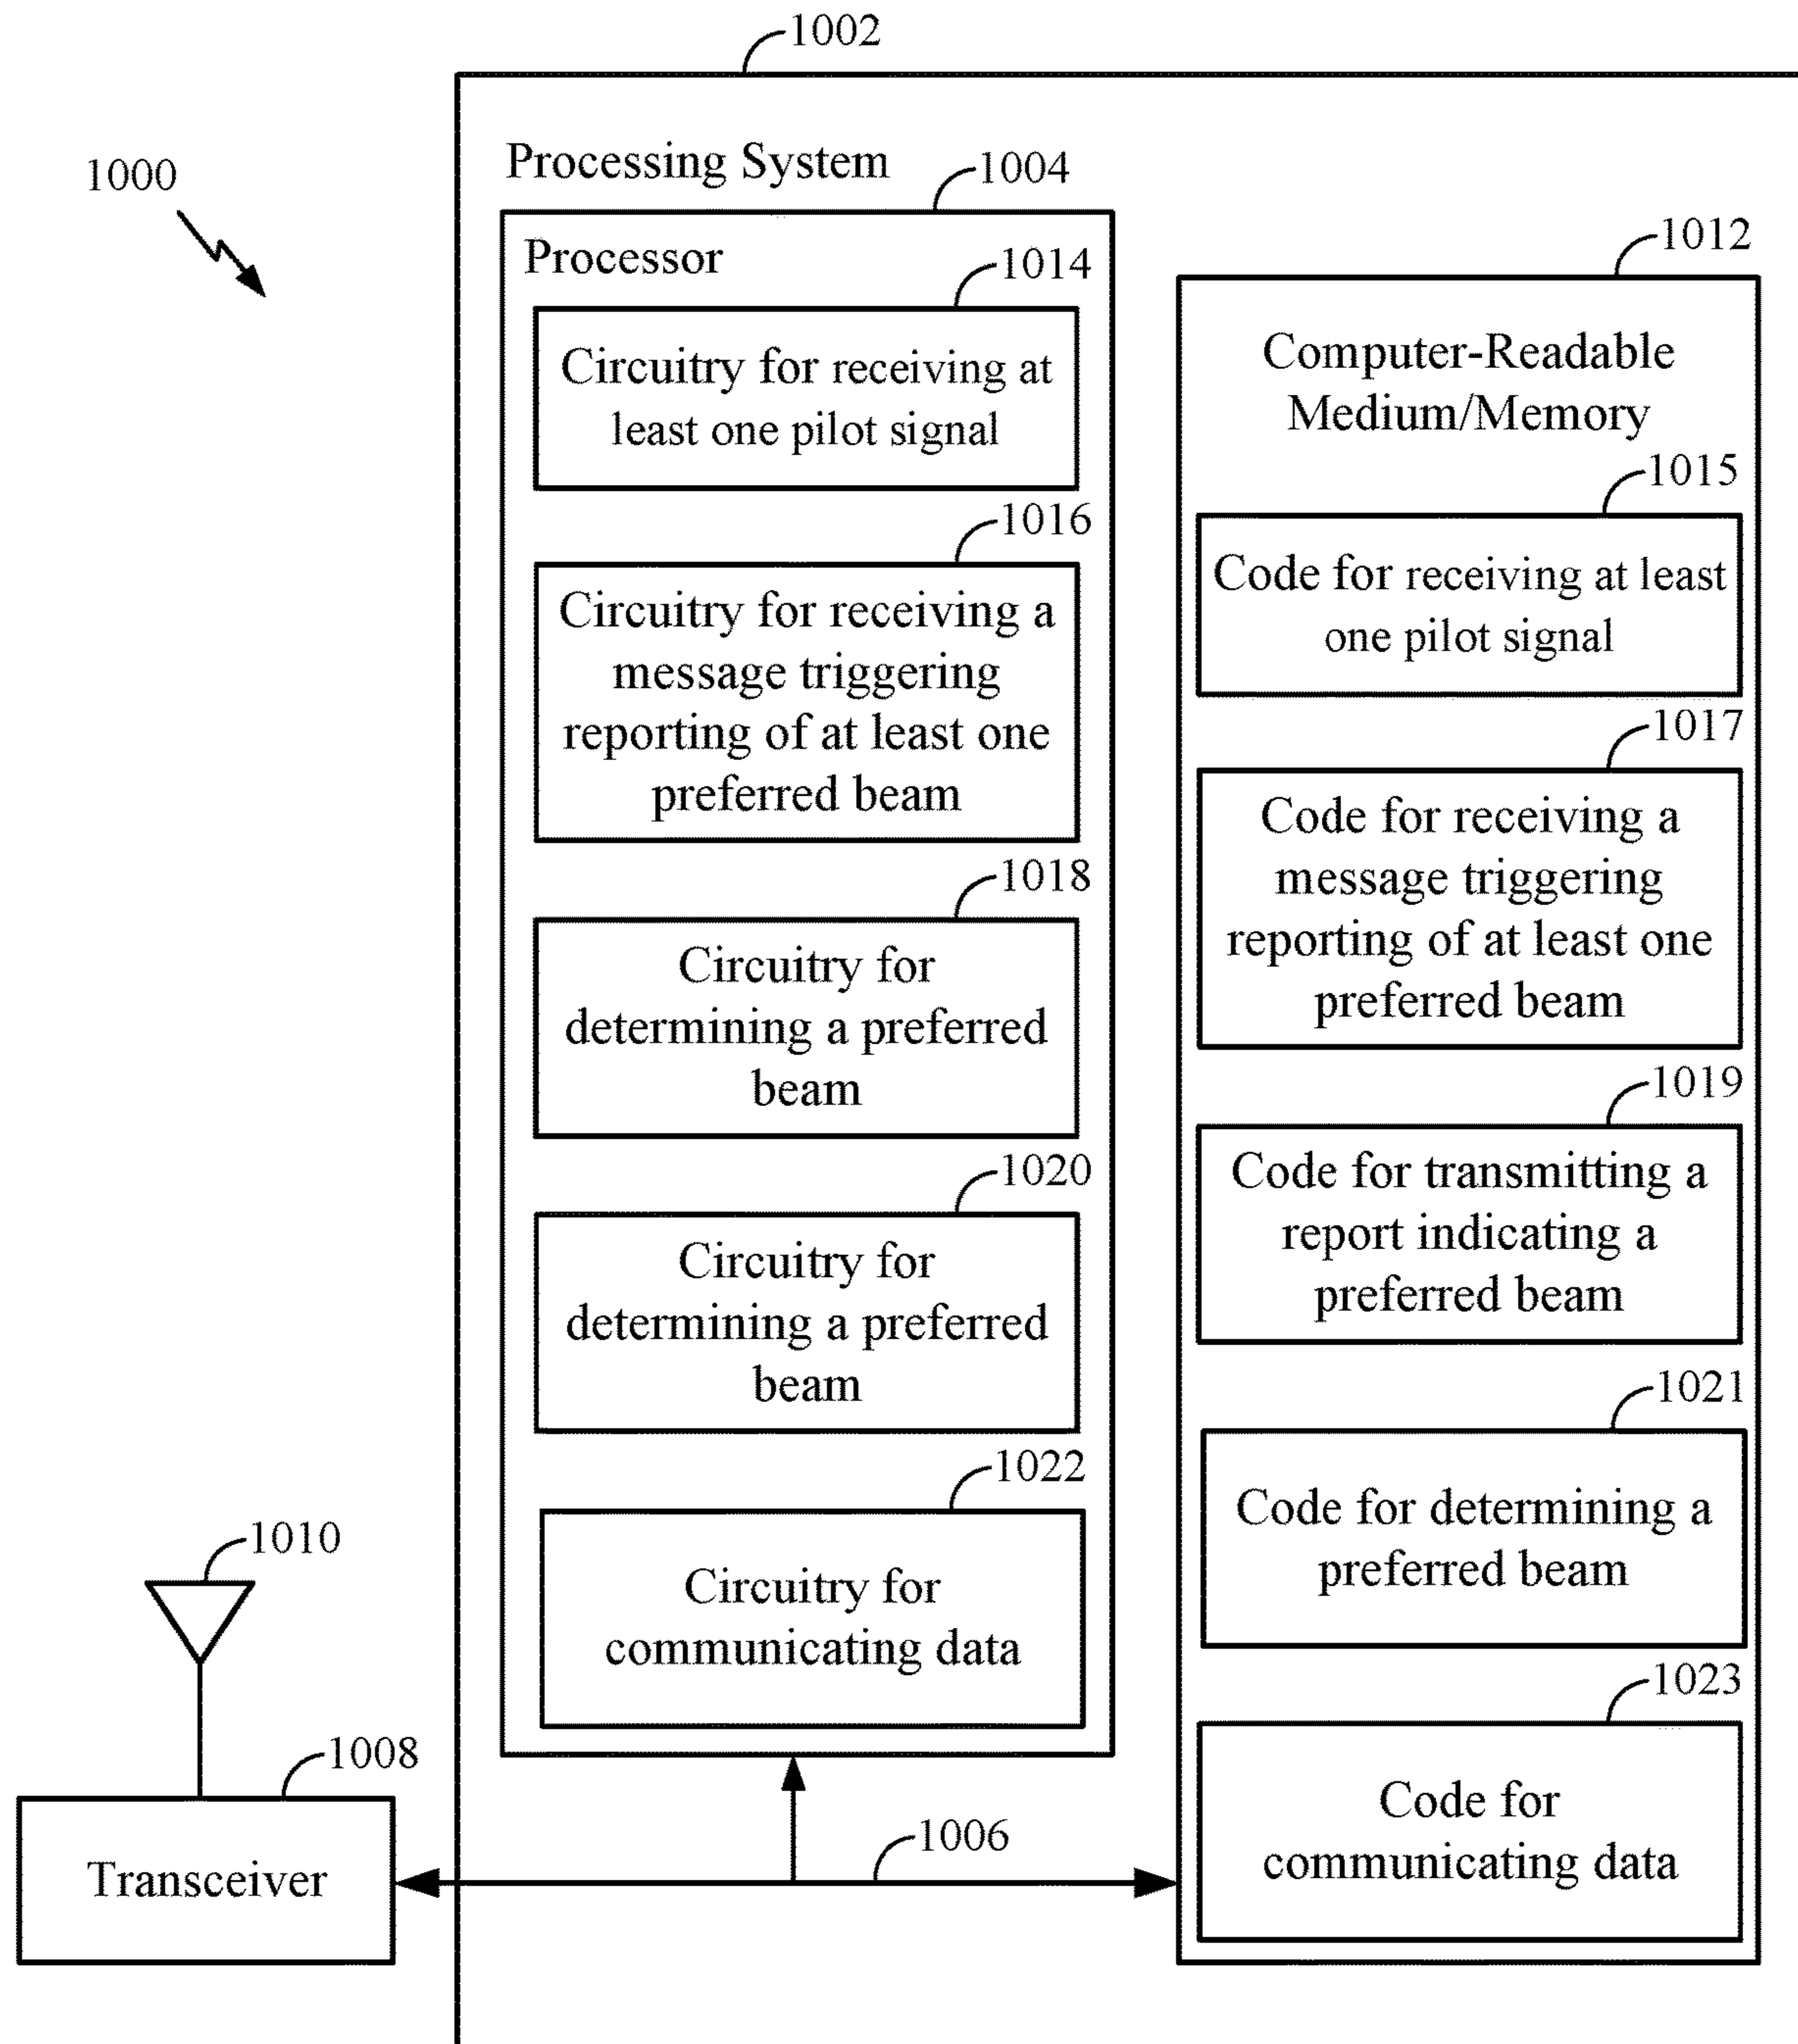 1002
1000
Processing System
1004
Processor
1014
Circuitry for receiving at
least one pilot signal
1016
Circuitry for receiving a
message triggering
reporting of at least one
preferred beam
1018
Circuitry for
determining a preferred
beam
1020
Circuitry for
determining a preferred
beam
1022
Circuitry for
communicating data
1012
Computer-Readable
Medium/Memory
1015
Code for receiving at least
one pilot signal
1017
Code for receiving a
message triggering
reporting of at least one
preferred beam
1019
Code for transmitting a
report indicating a
preferred beam
1021
Code for determining a
preferred beam
1023
Code for
communicating data
1010
1008
Transceiver
1006